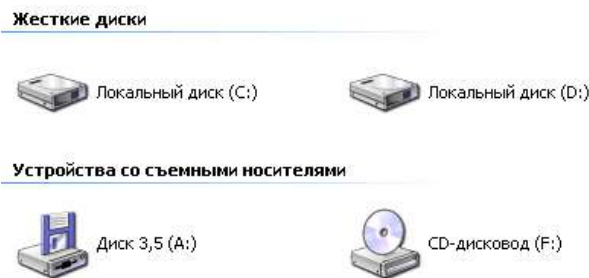 Жесткие диски
Локальный диск (C:)
Локальный диск (D:)
Устройства со съемными носителями
Диск 3,5 (A:)
CD-дисковод (F:)